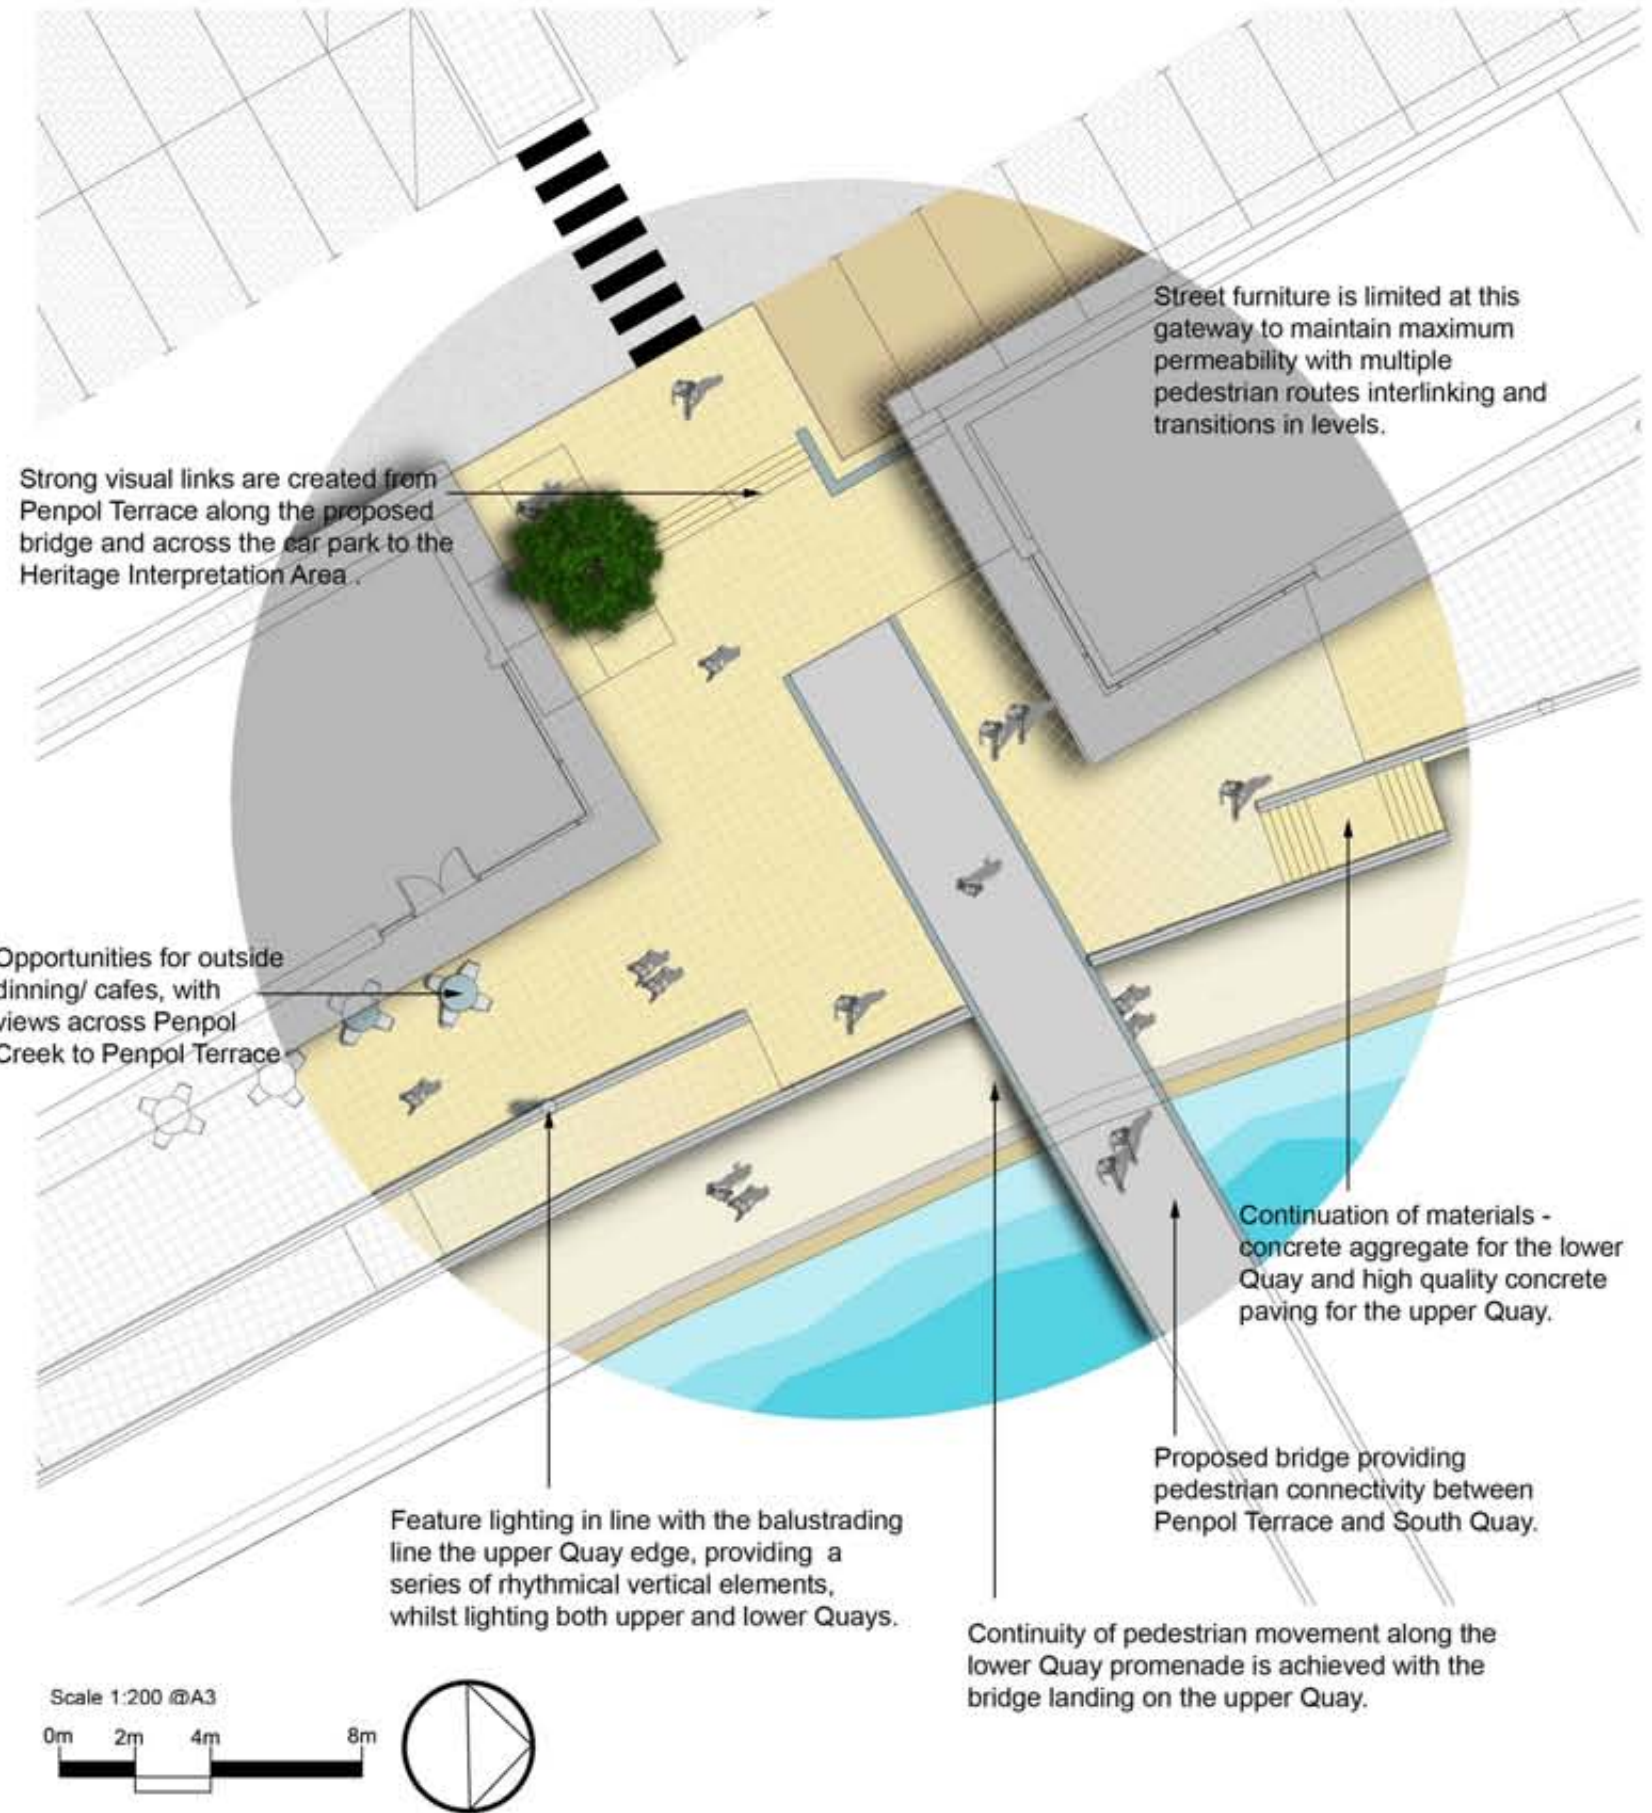 Street furniture is limited at this
gateway to maintain maximum
permeability with multiple
pedestrian routes interlinking and
transitions in levels.
Strong visual links are created from
Penpol Terrace along the proposed
bridge and across the car park to the
Heritage Interpretation Area .
Opportunities for outside
dinning/ cafes, with
views across Penpol
Creek to Penpol Terrace
Continuation of materials -
concrete aggregate for the lower
Quay and high quality concrete
paving for the upper Quay.
Proposed bridge providing
pedestrian connectivity between
Penpol Terrace and South Quay.
Feature lighting in line with the balustrading
line the upper Quay edge, providing a
series of rhythmical vertical elements,
whilst lighting both upper and lower Quays.
Continuity of pedestrian movement along the
lower Quay promenade is achieved with the
bridge landing on the upper Quay.
Scale 1:200 @A3
0m 2m 4m 8m